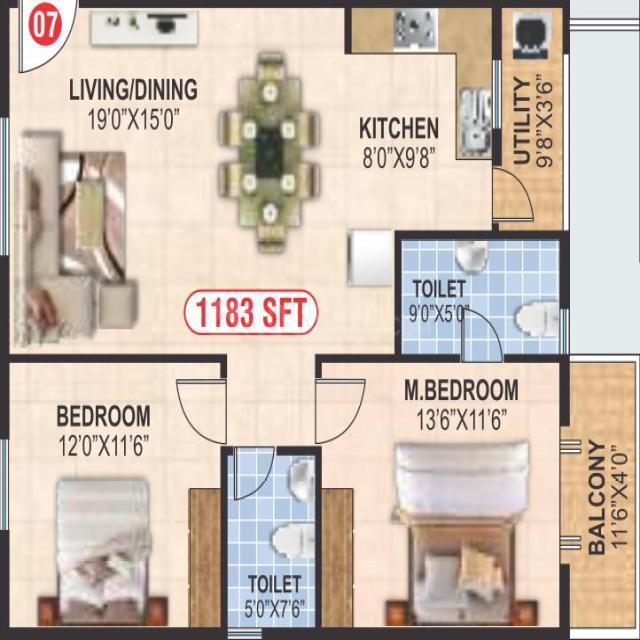 07
LIVING/DINING
19'0"X15'0"
KITCHEN
8'0"X9'8"
UTILITY
9'8"X3'6"
TOILET
9'0"X5'0"
1183 SFT
BEDROOM
12'0"X11'6"
M.BEDROOM
13'6"X11'6"
BALCONY
11'6"X4'0"
TOILET
5'0"X7'6"